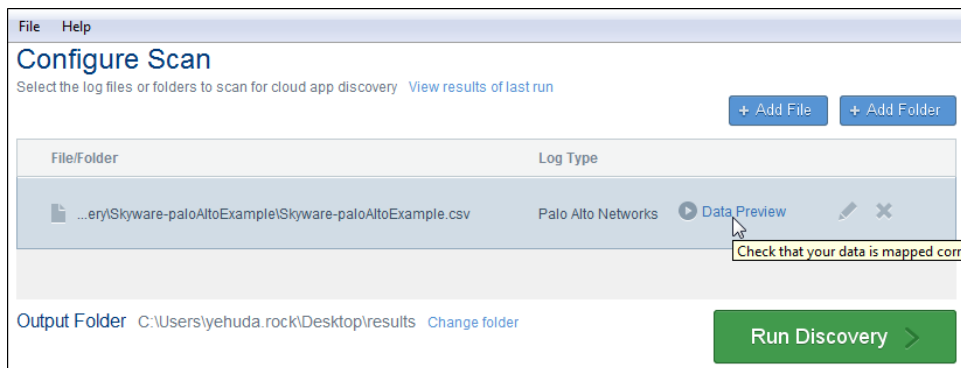 File Help
Configure Scan
Select the log files or folders to scan for cloud app discovery View results of last run
+ Add File + Add Folder
File/Folder Log Type
...ery\Skyware-paloAltoExample\Skyware-paloAltoExample.csv Palo Alto Networks Data Preview
Check that your data is mapped corr
Output Folder C:\Users\yehuda.rock\Desktop\results Change folder
Run Discovery